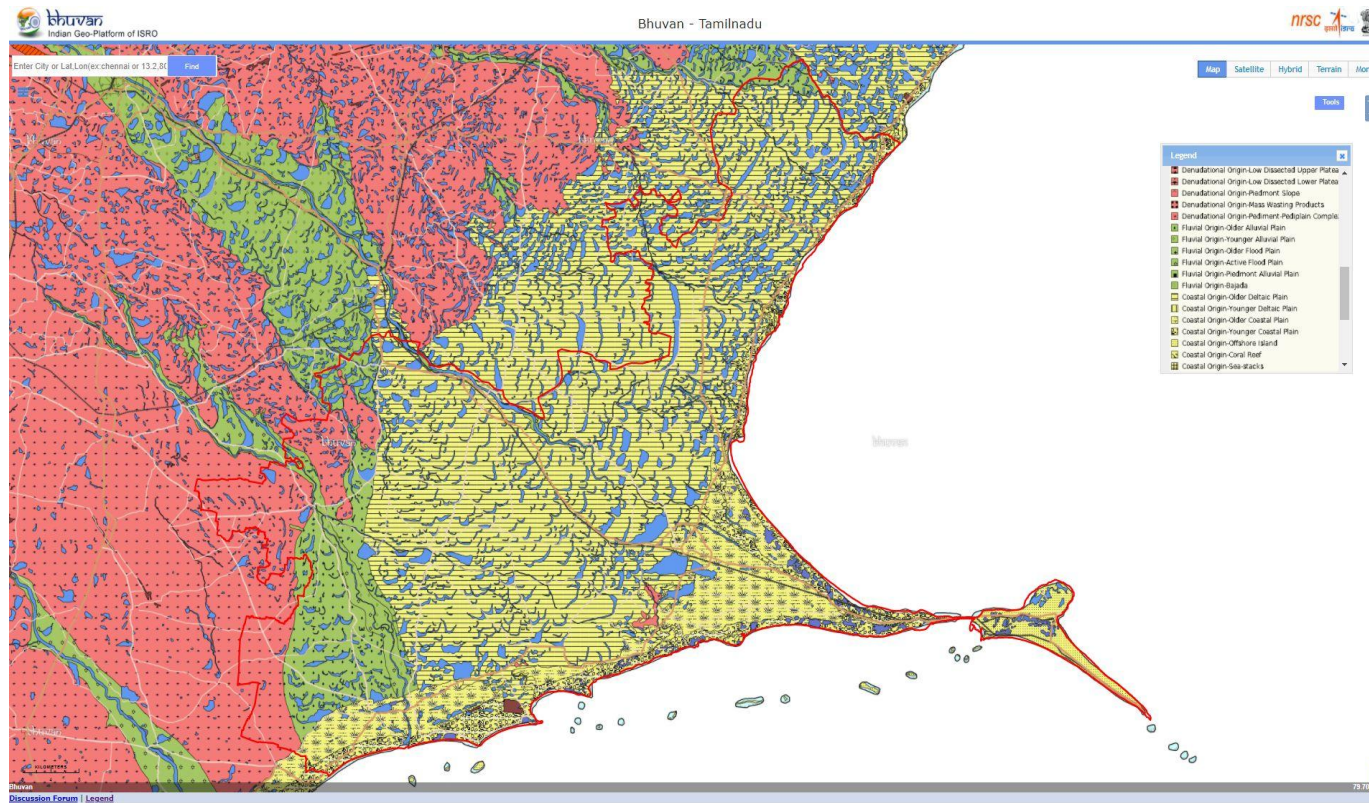 bhuvan
Indian Geo-Platform of ISRO
Bhuvan - Tamilnadu
nrsc
Enter City or Lat,Lon(ex:chennai or 13.2,80
Find
Map Satellite Hybrid Terrain Mor
Tools
Legend
Denudational Origin-Low Dissected Upper Platea
Denudational Origin-Low Dissected Lower Platea
Denudational Origin-Piedmont Slope
Denudational Origin-Mass Wasting Products
Denudational Origin-Pediment-Pediplain Comple
Fluvial Origin-Older Alluvial Plain
Fluvial Origin-Younger Alluvial Plain
Fluvial Origin-Older Flood Plain
Fluvial Origin-Active Flood Plain
Fluvial Origin-Piedmont Alluvial Plain
Fluvial Origin-Bajada
Coastal Origin-Older Deltaic Plain
Coastal Origin-Younger Deltaic Plain
Coastal Origin-Older Coastal Plain
Coastal Origin-Younger Coastal Plain
Coastal Origin-Offshore Island
Coastal Origin-Coral Reef
Coastal Origin-Sea-stacks
bhuvan
KILOMETERS
Bhuvan
79.78
Discussion Forum | Legend